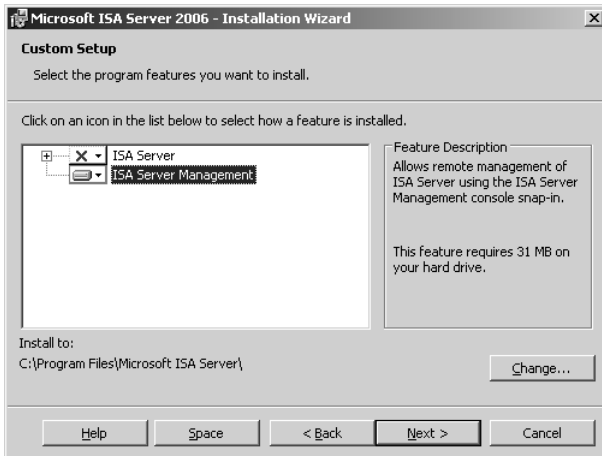 Microsoft ISA Server 2006 - Installation Wizard
Custom Setup
Select the program features you want to install.
Click on an icon in the list below to select how a feature is installed.
ISA Server
ISA Server Management
Feature Description
Allows remote management of
ISA Server using the ISA Server
Management console snap-in.
This feature requires 31 MB on
your hard drive.
Install to:
C:\Program Files\Microsoft ISA Server\
Change...
Help
Space
< Back
Next >
Cancel